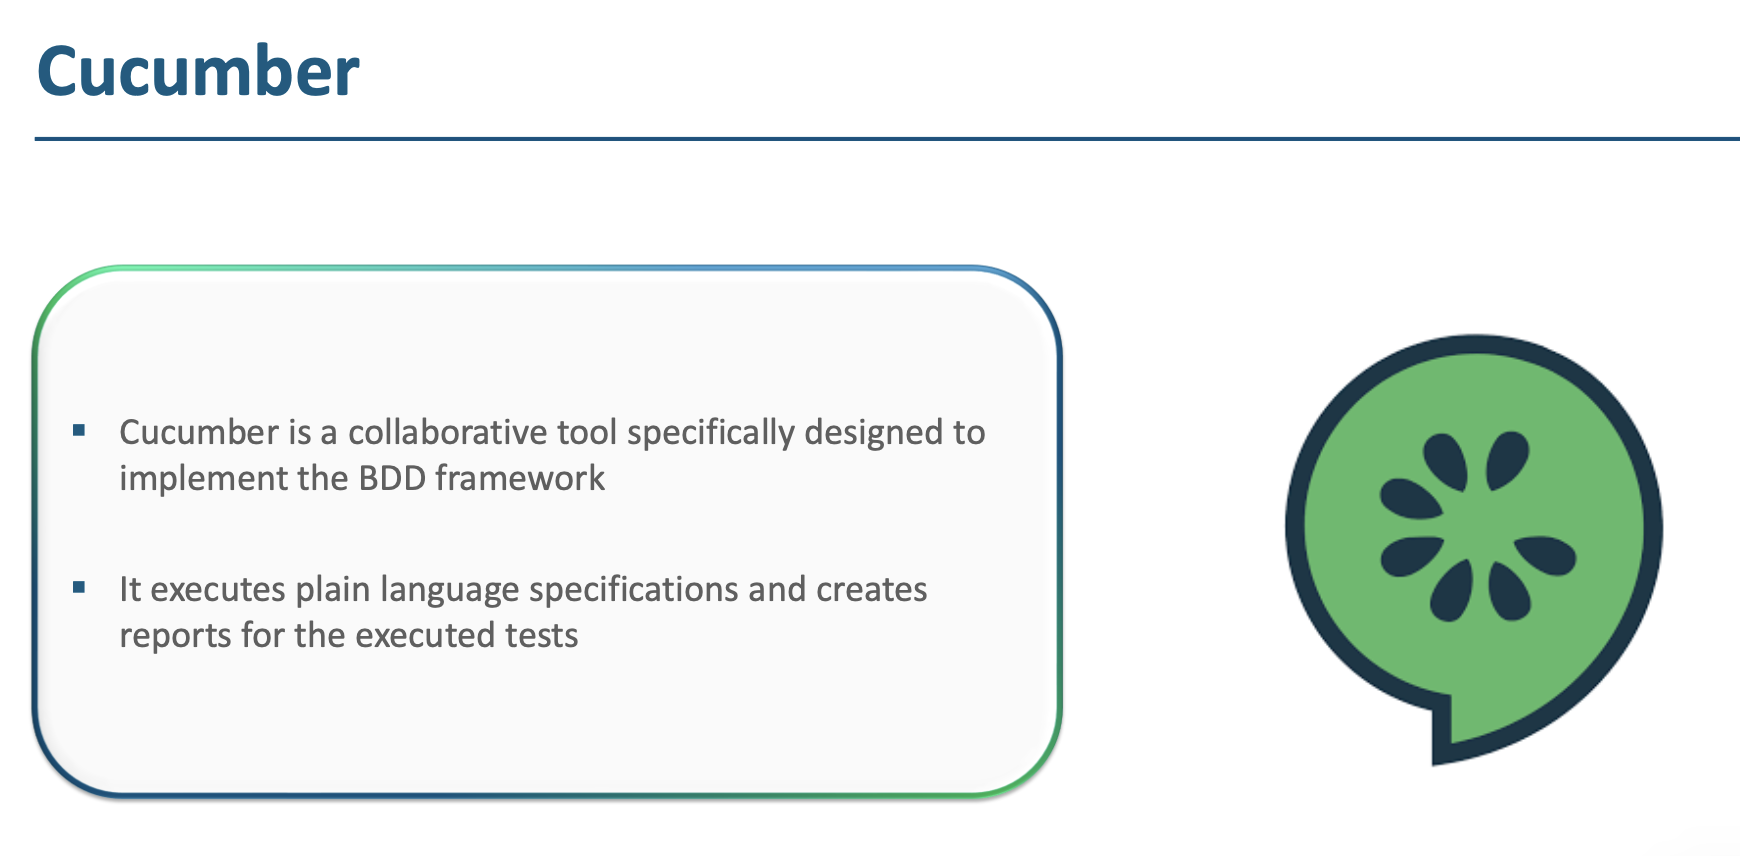 Cucumber
▪ Cucumber is a collaborative tool specifically designed to
implement the BDD framework
▪ It executes plain language specifications and creates
reports for the executed tests